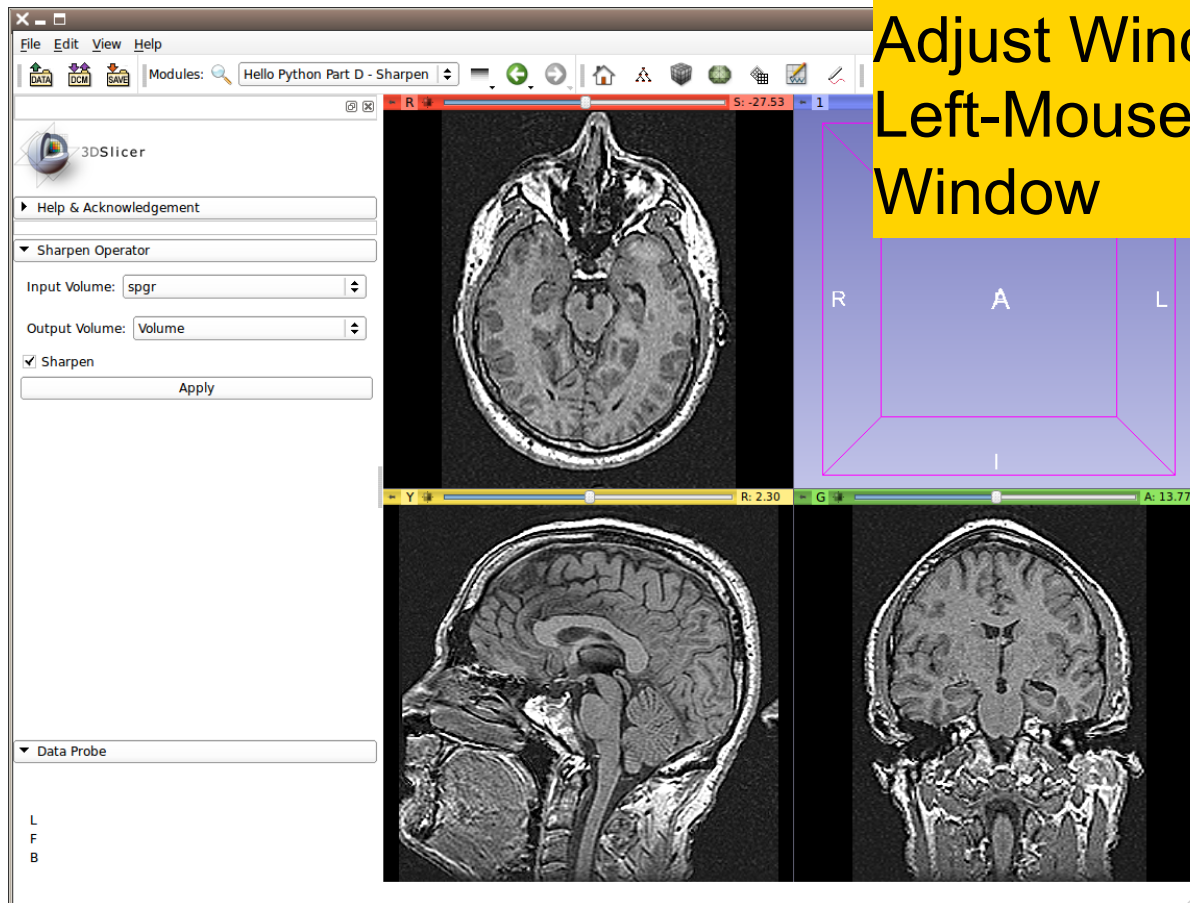 File Edit View Help
Adjust Wind
Left-Mouse
Window
DATA DCM SAVE Modules: Hello Python Part D - Sharpen
R S: -27.53 1
3DSlicer
Help & Acknowledgement
Sharpen Operator
Input Volume: spgr
Output Volume: Volume
Sharpen
Apply
R A L
I
Y R: 2.30 G A: 13.77
Data Probe
L
F
B